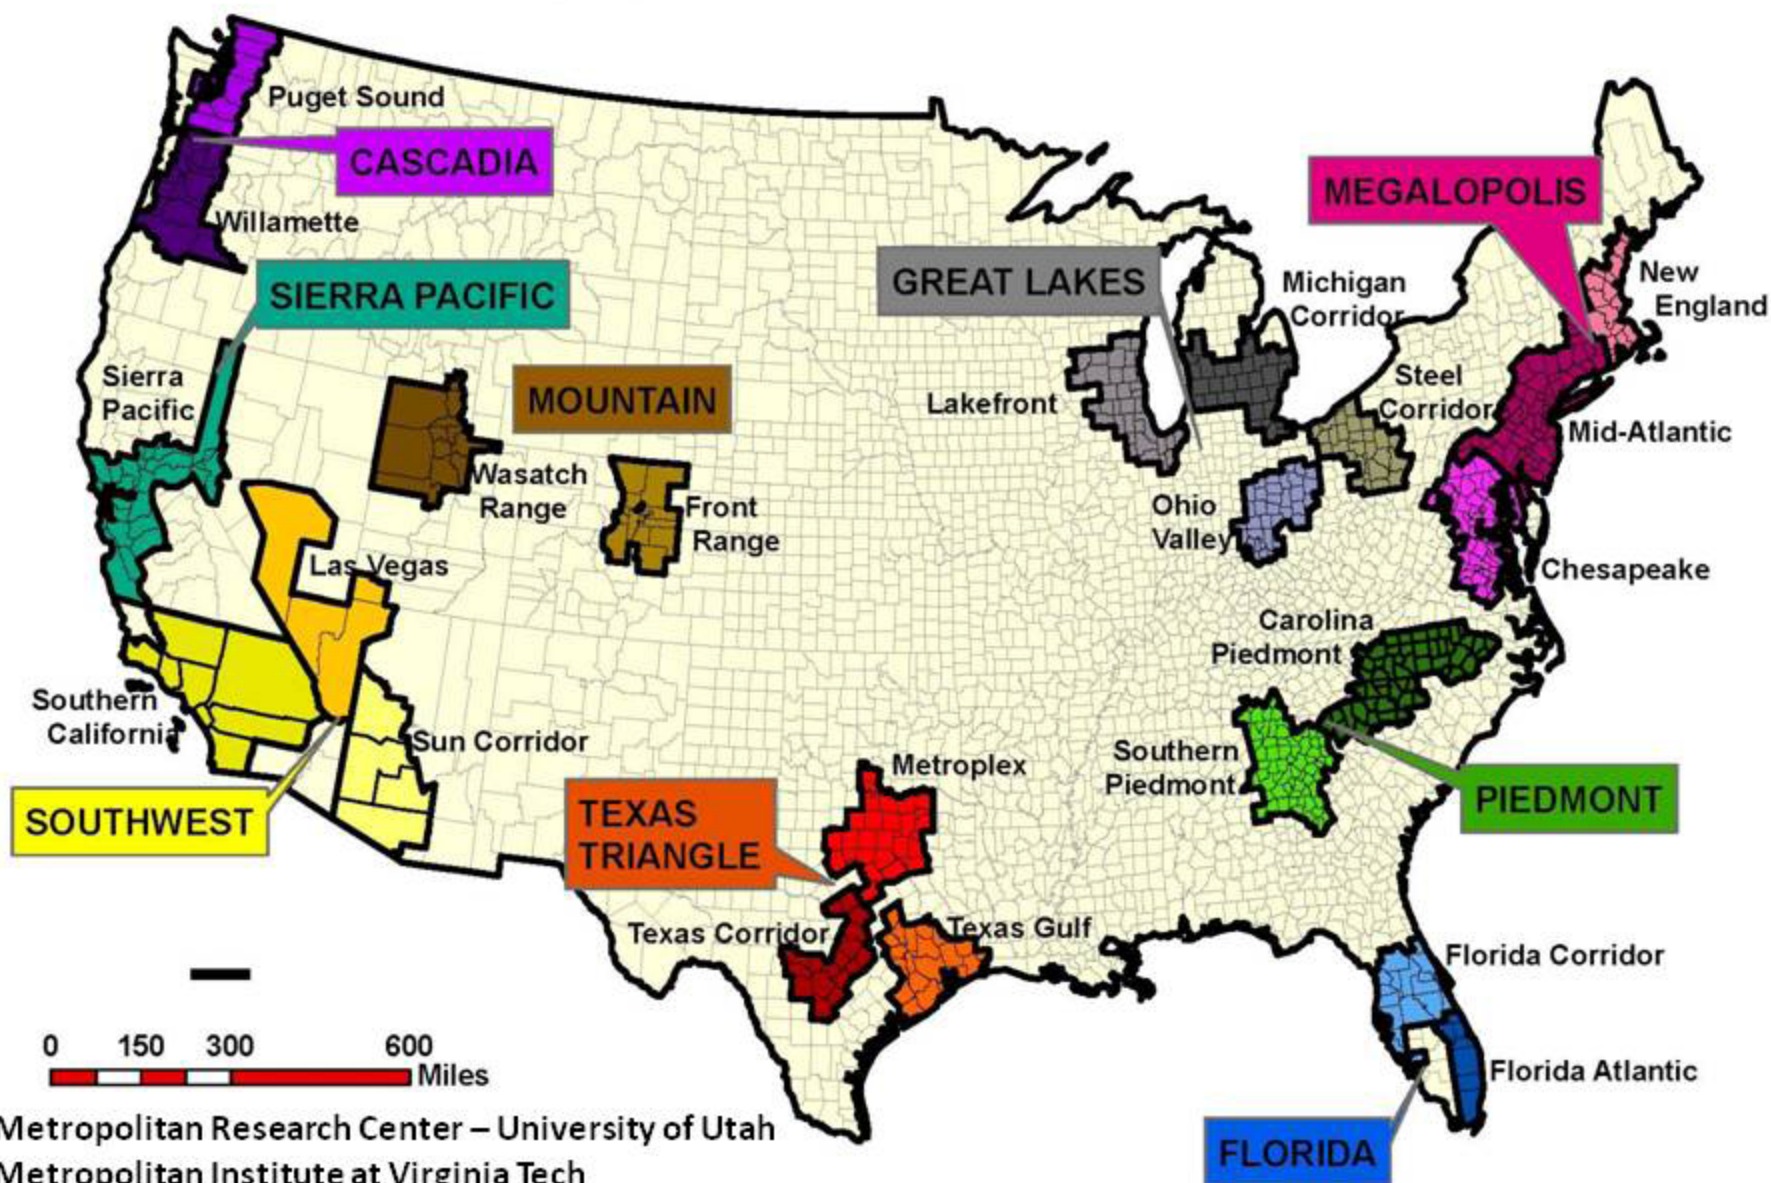 Puget Sound
CASCADIA
MEGALOPOLIS
Willamette
GREAT LAKES
Michigan
Corridor
New
England
SIERRA PACIFIC
Sierra
Pacific
MOUNTAIN
Lakefront
Steel
Corridor
Mid-Atlantic
Wasatch
Range
Front
Range
Ohio
Valley
Las Vegas
Chesapeake
Carolina
Piedmont
Southern
California
Sun Corridor
Metroplex
Southern
Piedmont
SOUTHWEST
TEXAS
TRIANGLE
PIEDMONT
Texas Corridor
Texas Gulf
Florida Corridor
0 150 300 600
Miles
Florida Atlantic
FLORIDA
Metropolitan Research Center – University of Utah
Metropolitan Institute at Virginia Tech